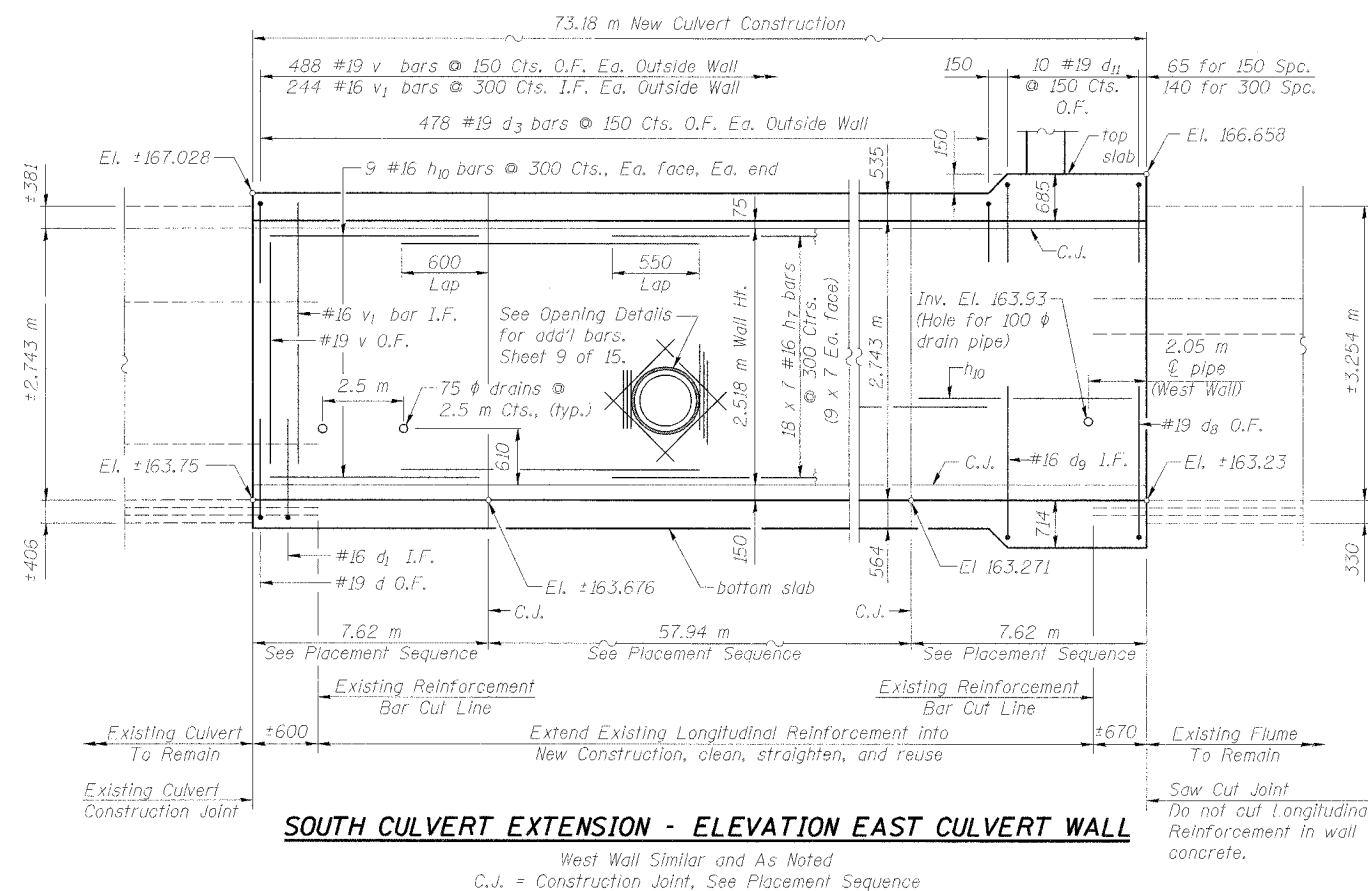 73.18 m New Culvert Construction
488 #19 v bars @ 150 Cts. O.F. Ea. Outside Wall
244 #16 v1 bars @ 300 Cts. I.F. Ea. Outside Wall
150
10 #19 d11
@ 150 Cts.
O.F.
65 for 150 Spc.
140 for 300 Spc.
478 #19 d3 bars @ 150 Cts. O.F. Ea. Outside Wall
El. ±167.028
9 #16 h10 bars @ 300 Cts., Ea. face, Ea. end
150
top
slab
El. 166.658
±381
535
75
685
C.J.
600
Lap
550
Lap
#16 v1 bar I.F.
#19 v O.F.
See Opening Details
for add'l bars.
Sheet 9 of 15.
2.518 m Wall Ht.
18 x 7 #16 h7 bars
@ 300 Ctrs.
(9 x 7 Ea. face)
2.743 m
Inv. El. 163.93
(Hole for 100 ϕ
drain pipe)
h10
2.05 m
℄ pipe
(West Wall)
±2.743 m
±3.254 m
2.5 m
75 ϕ drains @
2.5 m Cts., (typ.)
610
#19 d8 O.F.
El. ±163.75
C.J.
#16 d9 I.F.
El. ±163.23
±406
#16 d1 I.F.
#19 d O.F.
El. ±163.676
150
bottom slab
564
El 163.271
714
330
C.J.
C.J.
7.62 m
See Placement Sequence
57.94 m
See Placement Sequence
7.62 m
See Placement Sequence
Existing Reinforcement
Bar Cut Line
Existing Reinforcement
Bar Cut Line
Existing Culvert
To Remain
±600
Extend Existing Longitudinal Reinforcement into
New Construction, clean, straighten, and reuse
±670
Existing Flume
To Remain
Existing Culvert
Construction Joint
Saw Cut Joint
Do not cut Longitudina
Reinforcement in wall
concrete.
SOUTH CULVERT EXTENSION - ELEVATION EAST CULVERT WALL
West Wall Similar and As Noted
C.J. = Construction Joint, See Placement Sequence